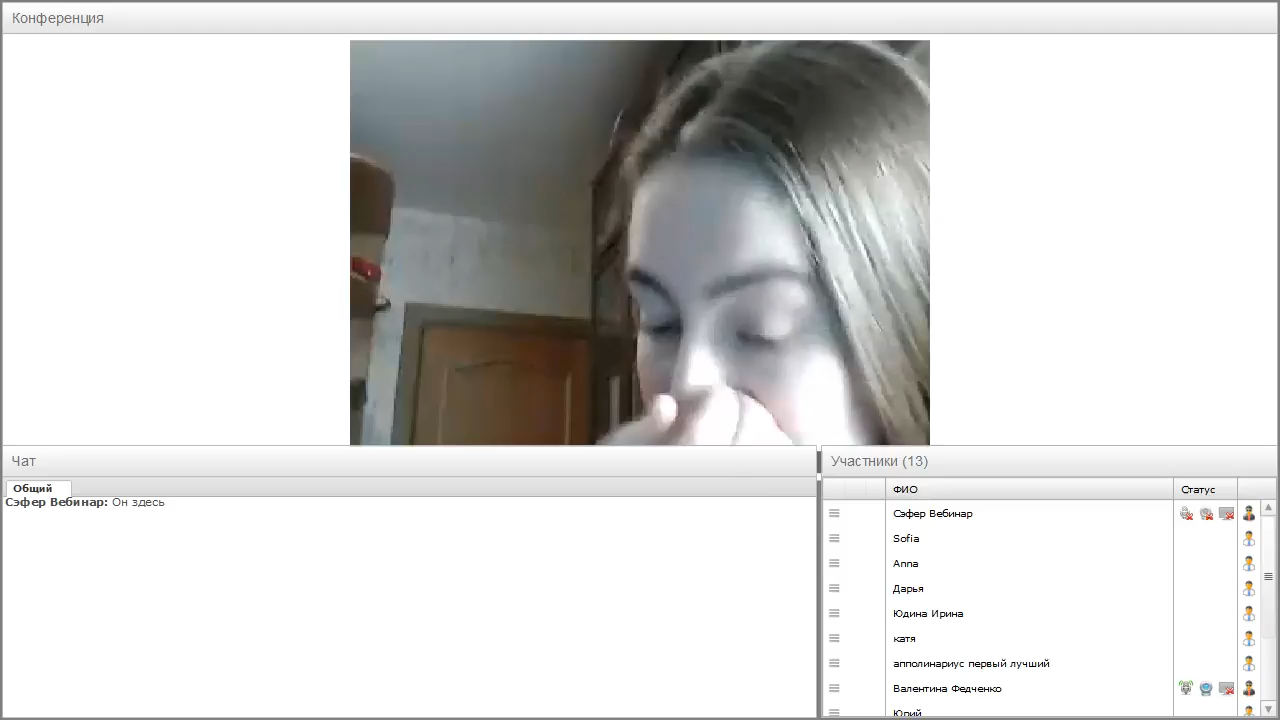 Конференция
Чат
Общий
Сэфер Вебинар: Он здесь
Участники (13)
ФИО Статус
Сэфер Вебинар
Sofia
Anna
Дарья
Юдина Ирина
катя
апполинариус первый лучший
Валентина Федченко
Юрий